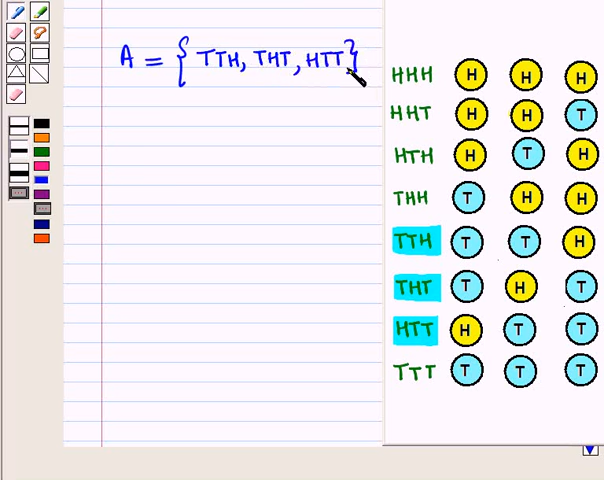 A = { TTH, THT, HTT}
HHH H H H
HHT H H T
HTH H T H
THH T H H
TTH T T H
THT T H T
HTT H T T
TTT T T T